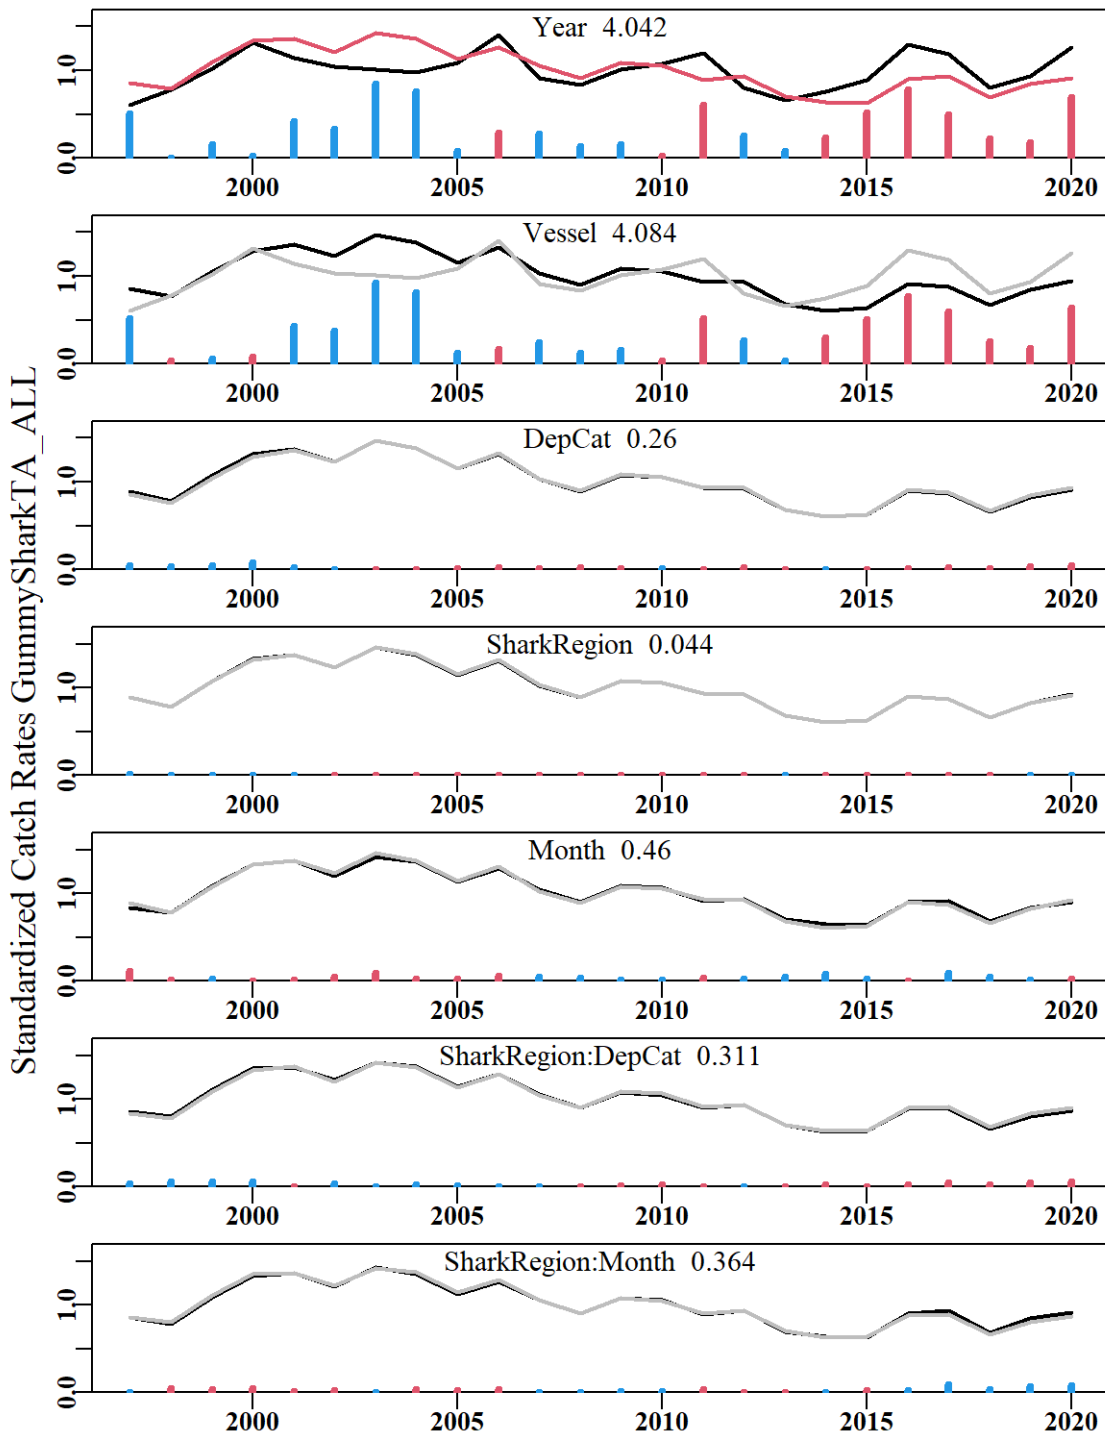 Standardized Catch Rates GummySharkTA_ALL
Year 4.042
1.0
0.0
2000 2005 2010 2015 2020
Vessel 4.084
1.0
0.0
2000 2005 2010 2015 2020
DepCat 0.26
1.0
0.0
2000 2005 2010 2015 2020
SharkRegion 0.044
1.0
0.0
2000 2005 2010 2015 2020
Month 0.46
1.0
0.0
2000 2005 2010 2015 2020
SharkRegion:DepCat 0.311
1.0
0.0
2000 2005 2010 2015 2020
SharkRegion:Month 0.364
1.0
0.0
2000 2005 2010 2015 2020